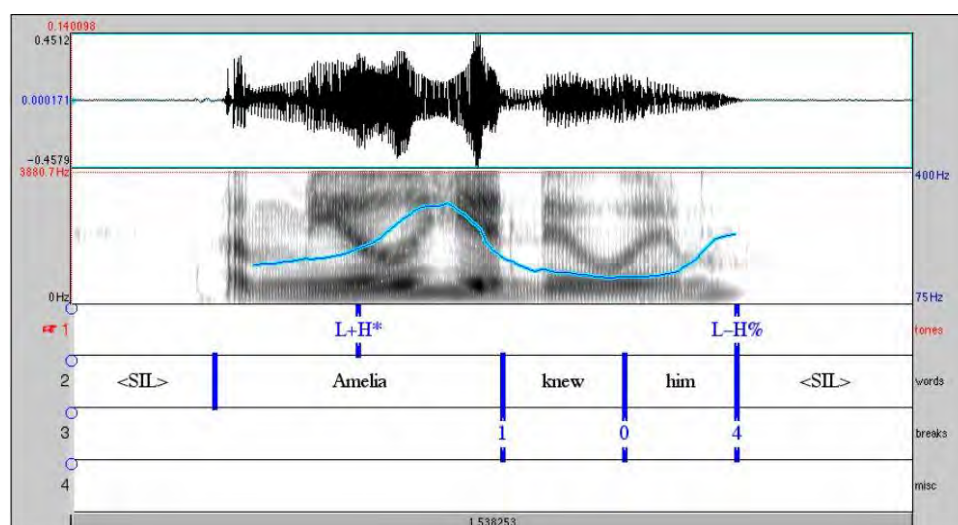 0.140098
0.4512
0.000171
−0.4579
3880.7 Hz
400 Hz
0 Hz
75 Hz
1 L+H* L−H% tones
2 <SIL> Amelia knew him <SIL> words
3 1 0 4 breaks
4 misc
1.538253